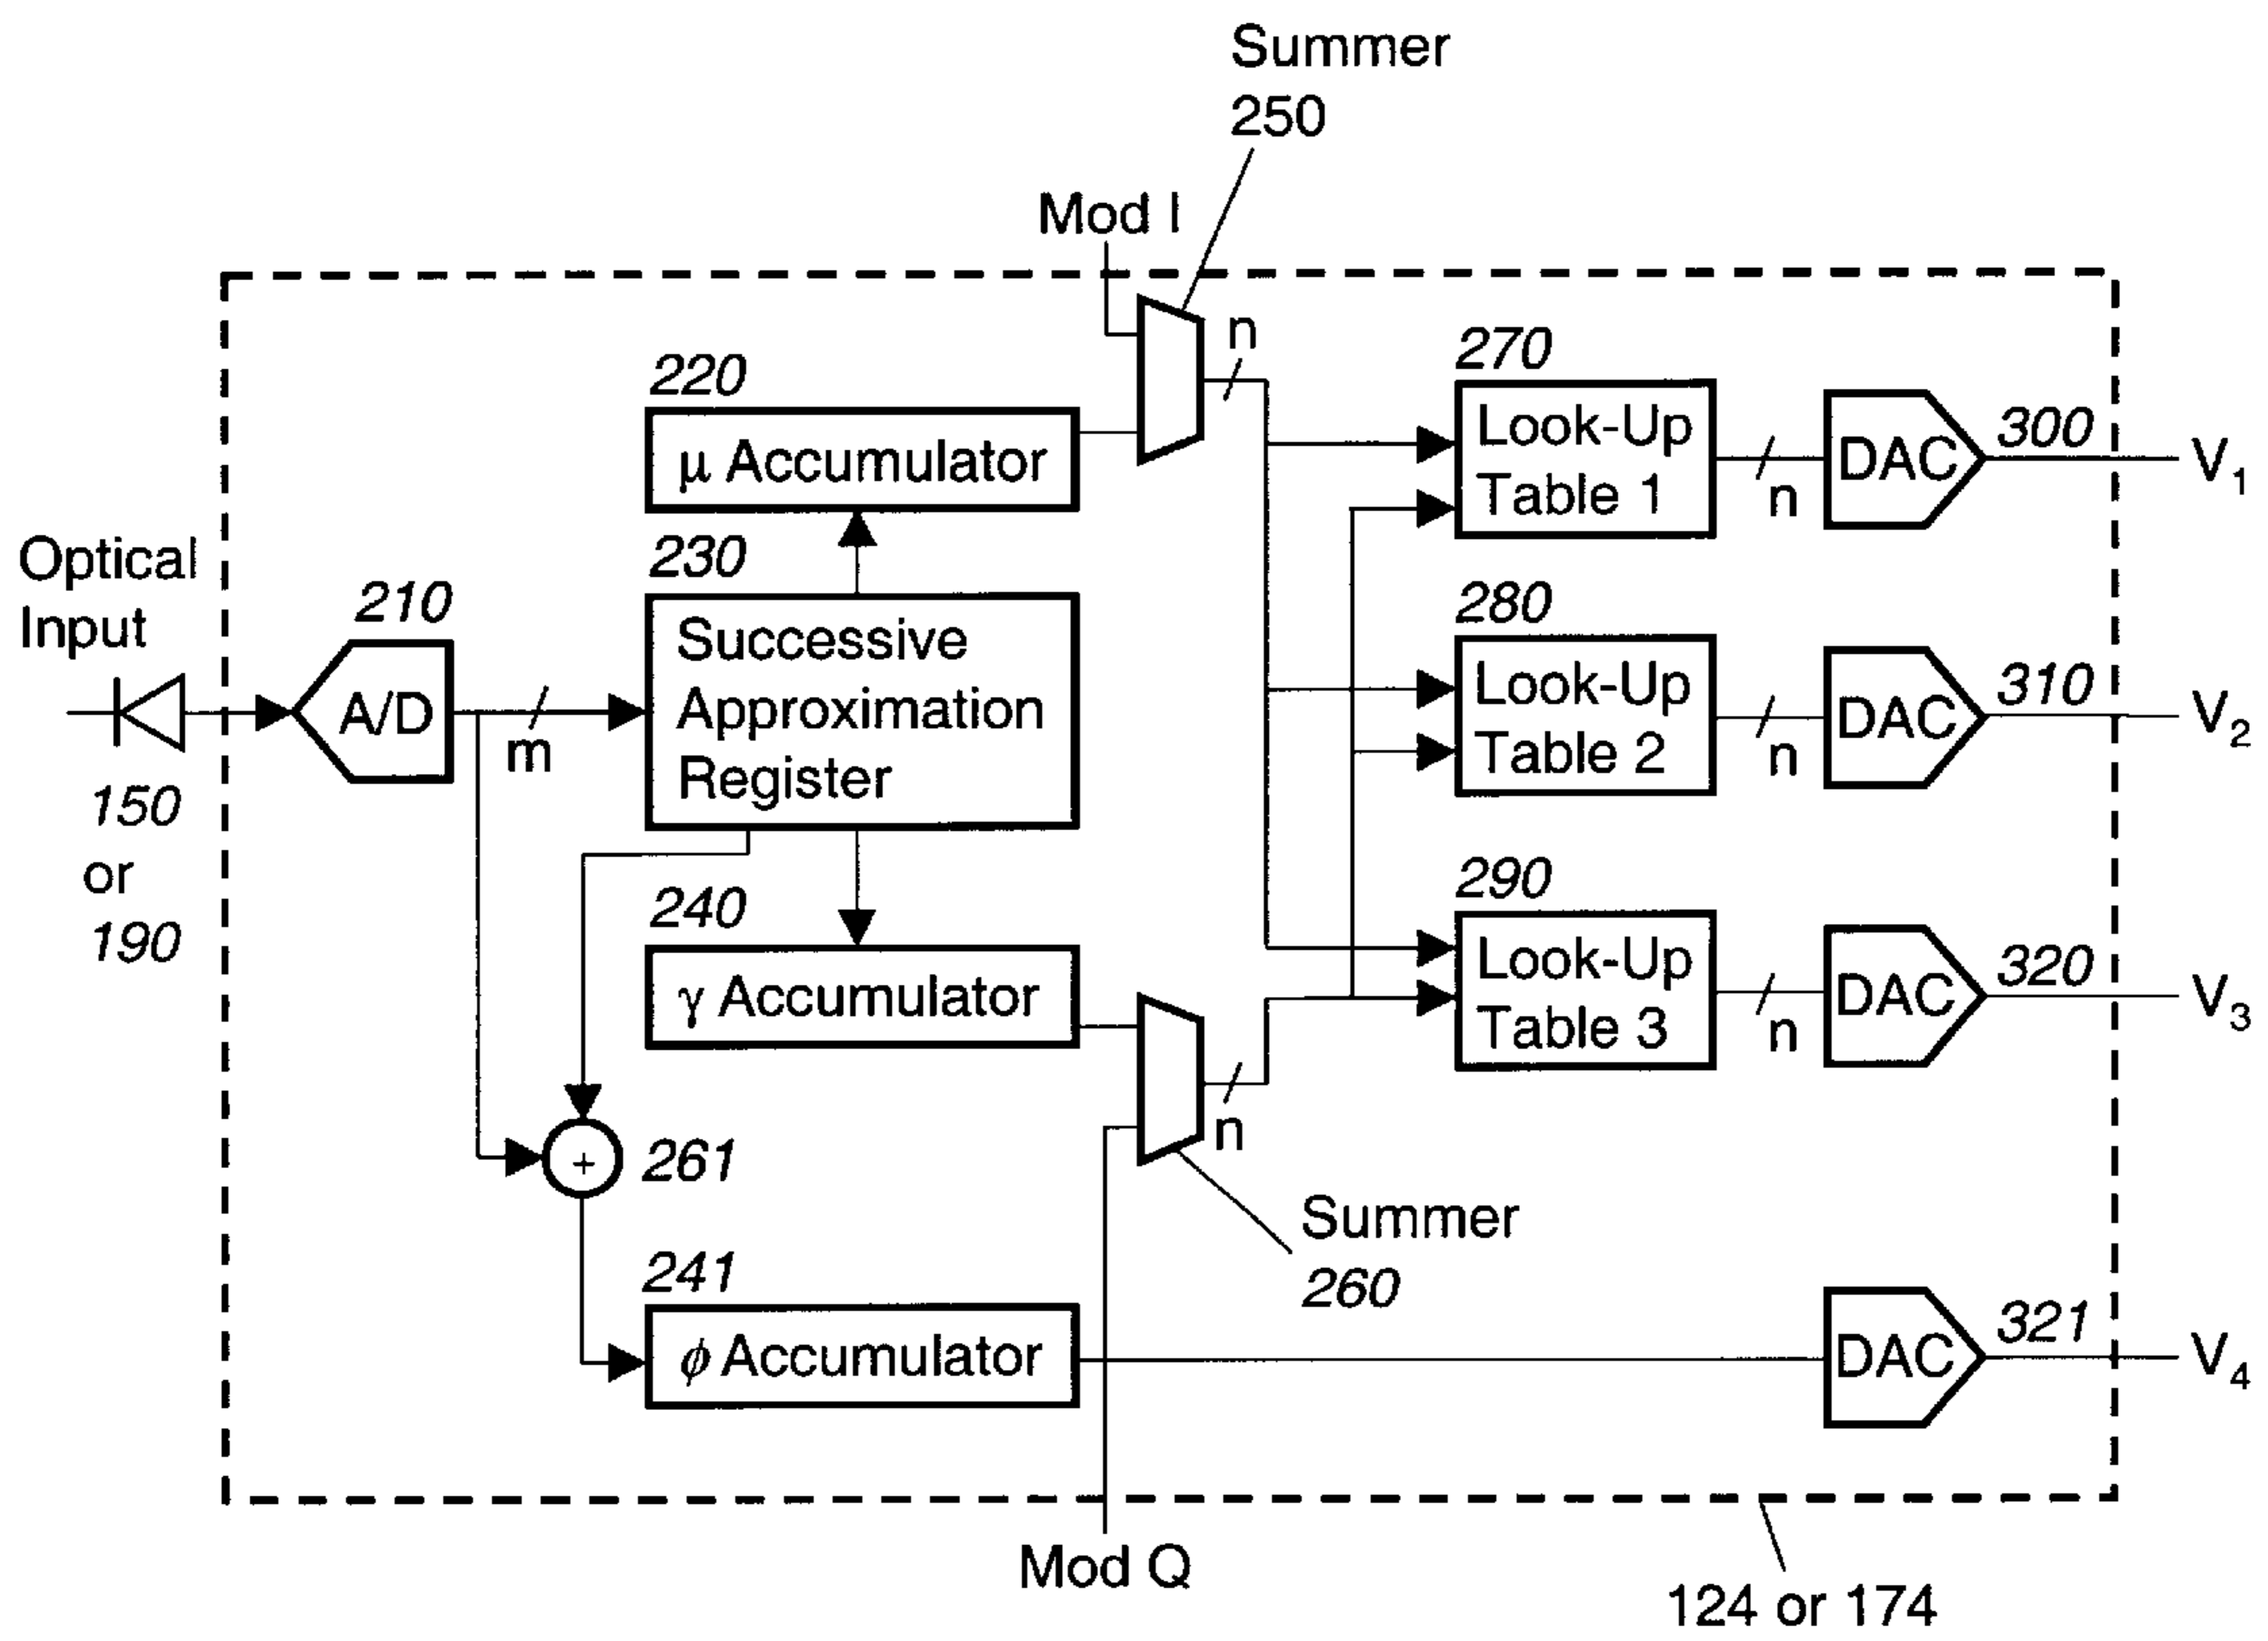 Summer
250
Mod I
n
220
μ Accumulator
270
Look-Up
Table 1
n
DAC
300
V1
Optical
Input
150
or
190
210
A/D
m
230
Successive
Approximation
Register
280
Look-Up
Table 2
n
DAC
310
V2
240
γ Accumulator
n
290
Look-Up
Table 3
n
DAC
320
V3
+
261
Summer
260
241
ϕ Accumulator
DAC
321
V4
Mod Q
124 or 174